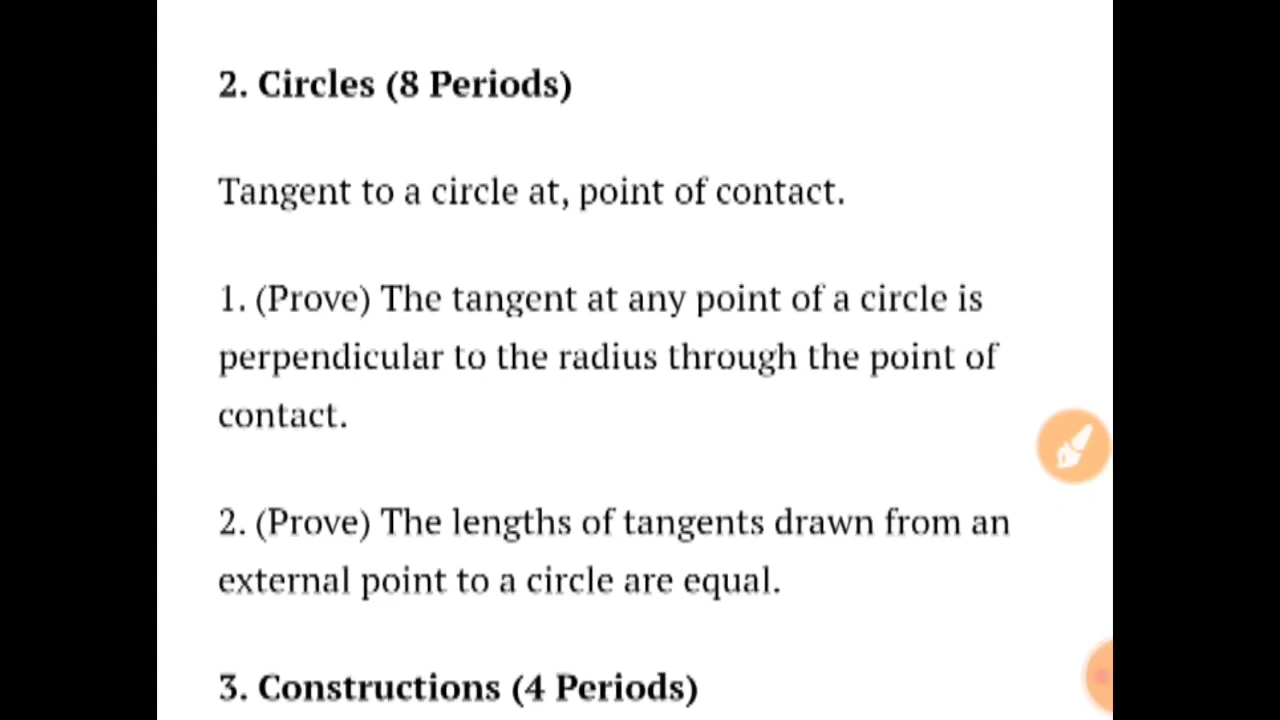 2. Circles (8 Periods)
Tangent to a circle at, point of contact.
1. (Prove) The tangent at any point of a circle is
perpendicular to the radius through the point of
contact.
2. (Prove) The lengths of tangents drawn from an
external point to a circle are equal.
3. Constructions (4 Periods)